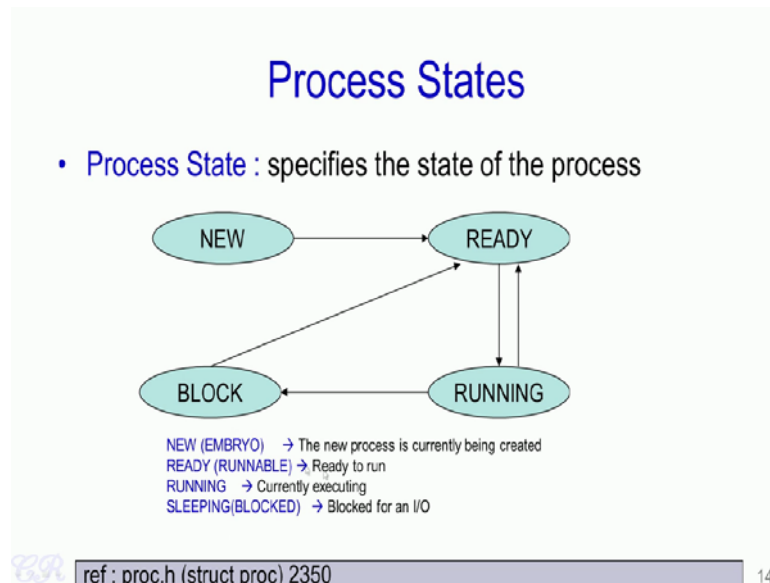 Process States
• Process State : specifies the state of the process
NEW
READY
BLOCK
RUNNING
NEW (EMBRYO) → The new process is currently being created
READY (RUNNABLE) → Ready to run
RUNNING → Currently executing
SLEEPING(BLOCKED) → Blocked for an I/O
CR
ref : proc.h (struct proc) 2350
14